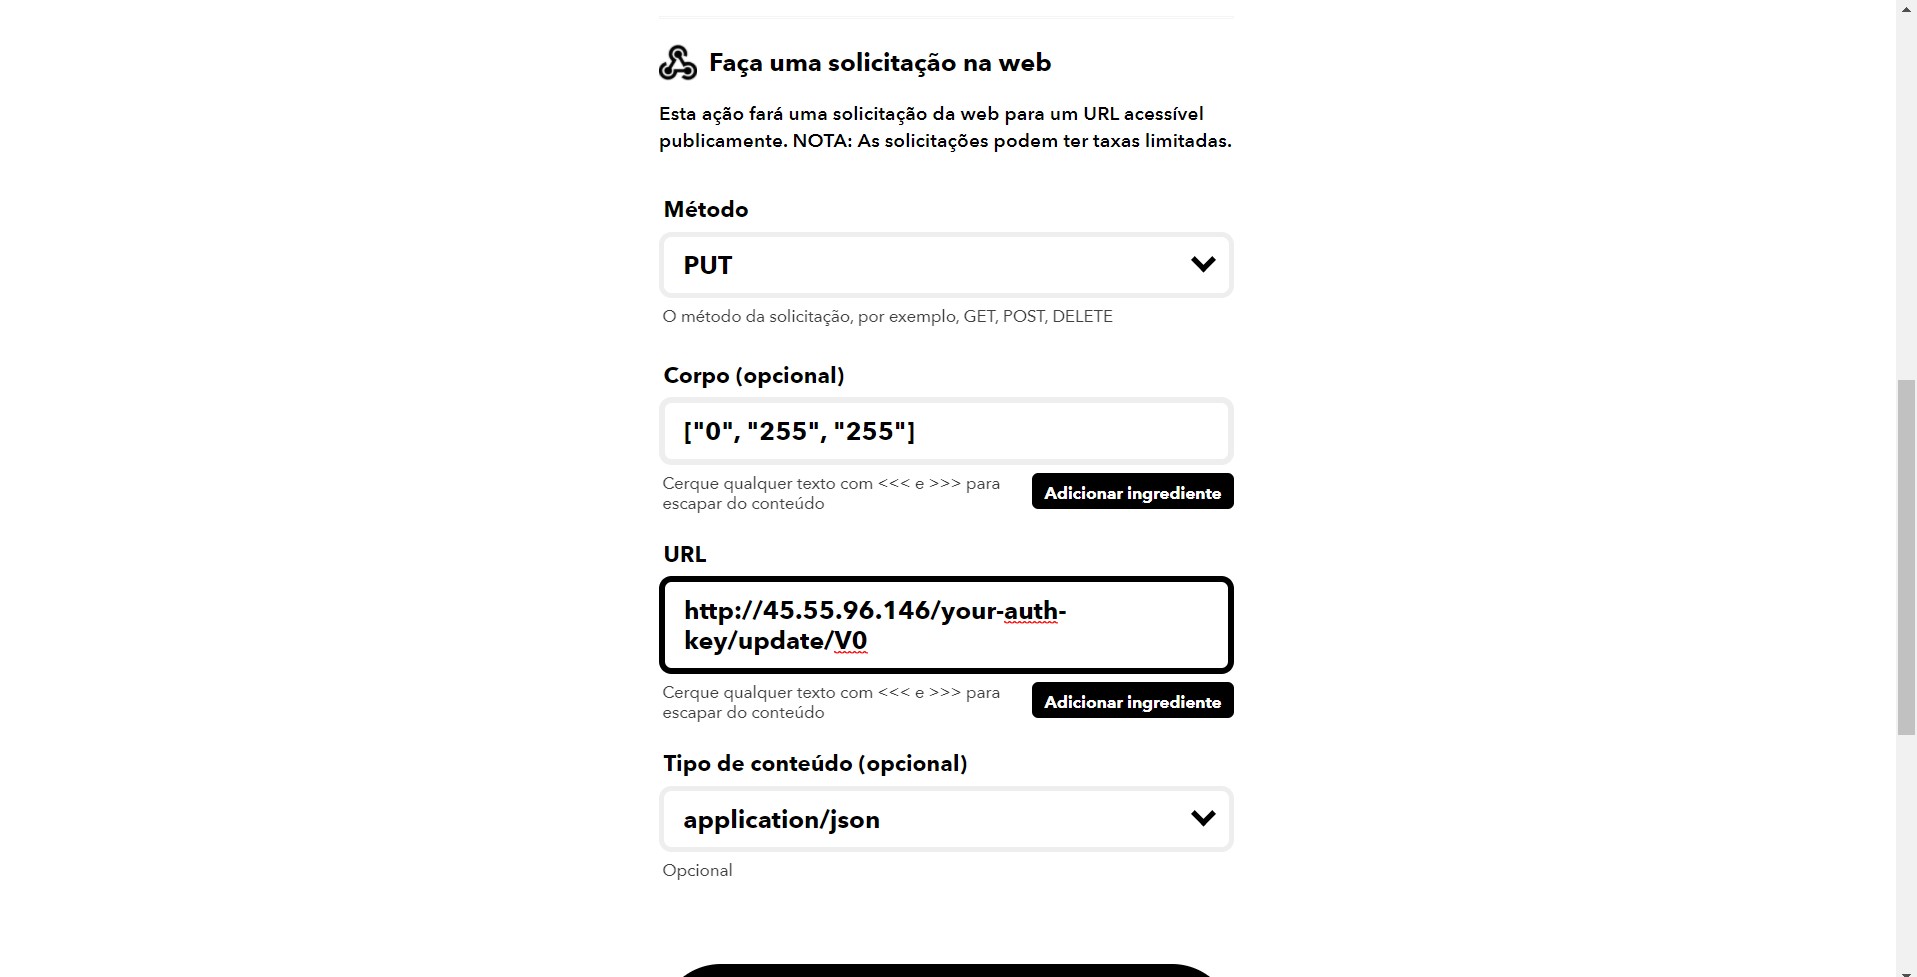 Faça uma solicitação na web
Esta ação fará uma solicitação da web para um URL acessível
publicamente. NOTA: As solicitações podem ter taxas limitadas.
Método
PUT
O método da solicitação, por exemplo, GET, POST, DELETE
Corpo (opcional)
["0", "255", "255"]
Cerque qualquer texto com <<< e >>> para
escapar do conteúdo
Adicionar ingrediente
URL
http://45.55.96.146/your-auth-
key/update/V0
Cerque qualquer texto com <<< e >>> para
escapar do conteúdo
Adicionar ingrediente
Tipo de conteúdo (opcional)
application/json
Opcional